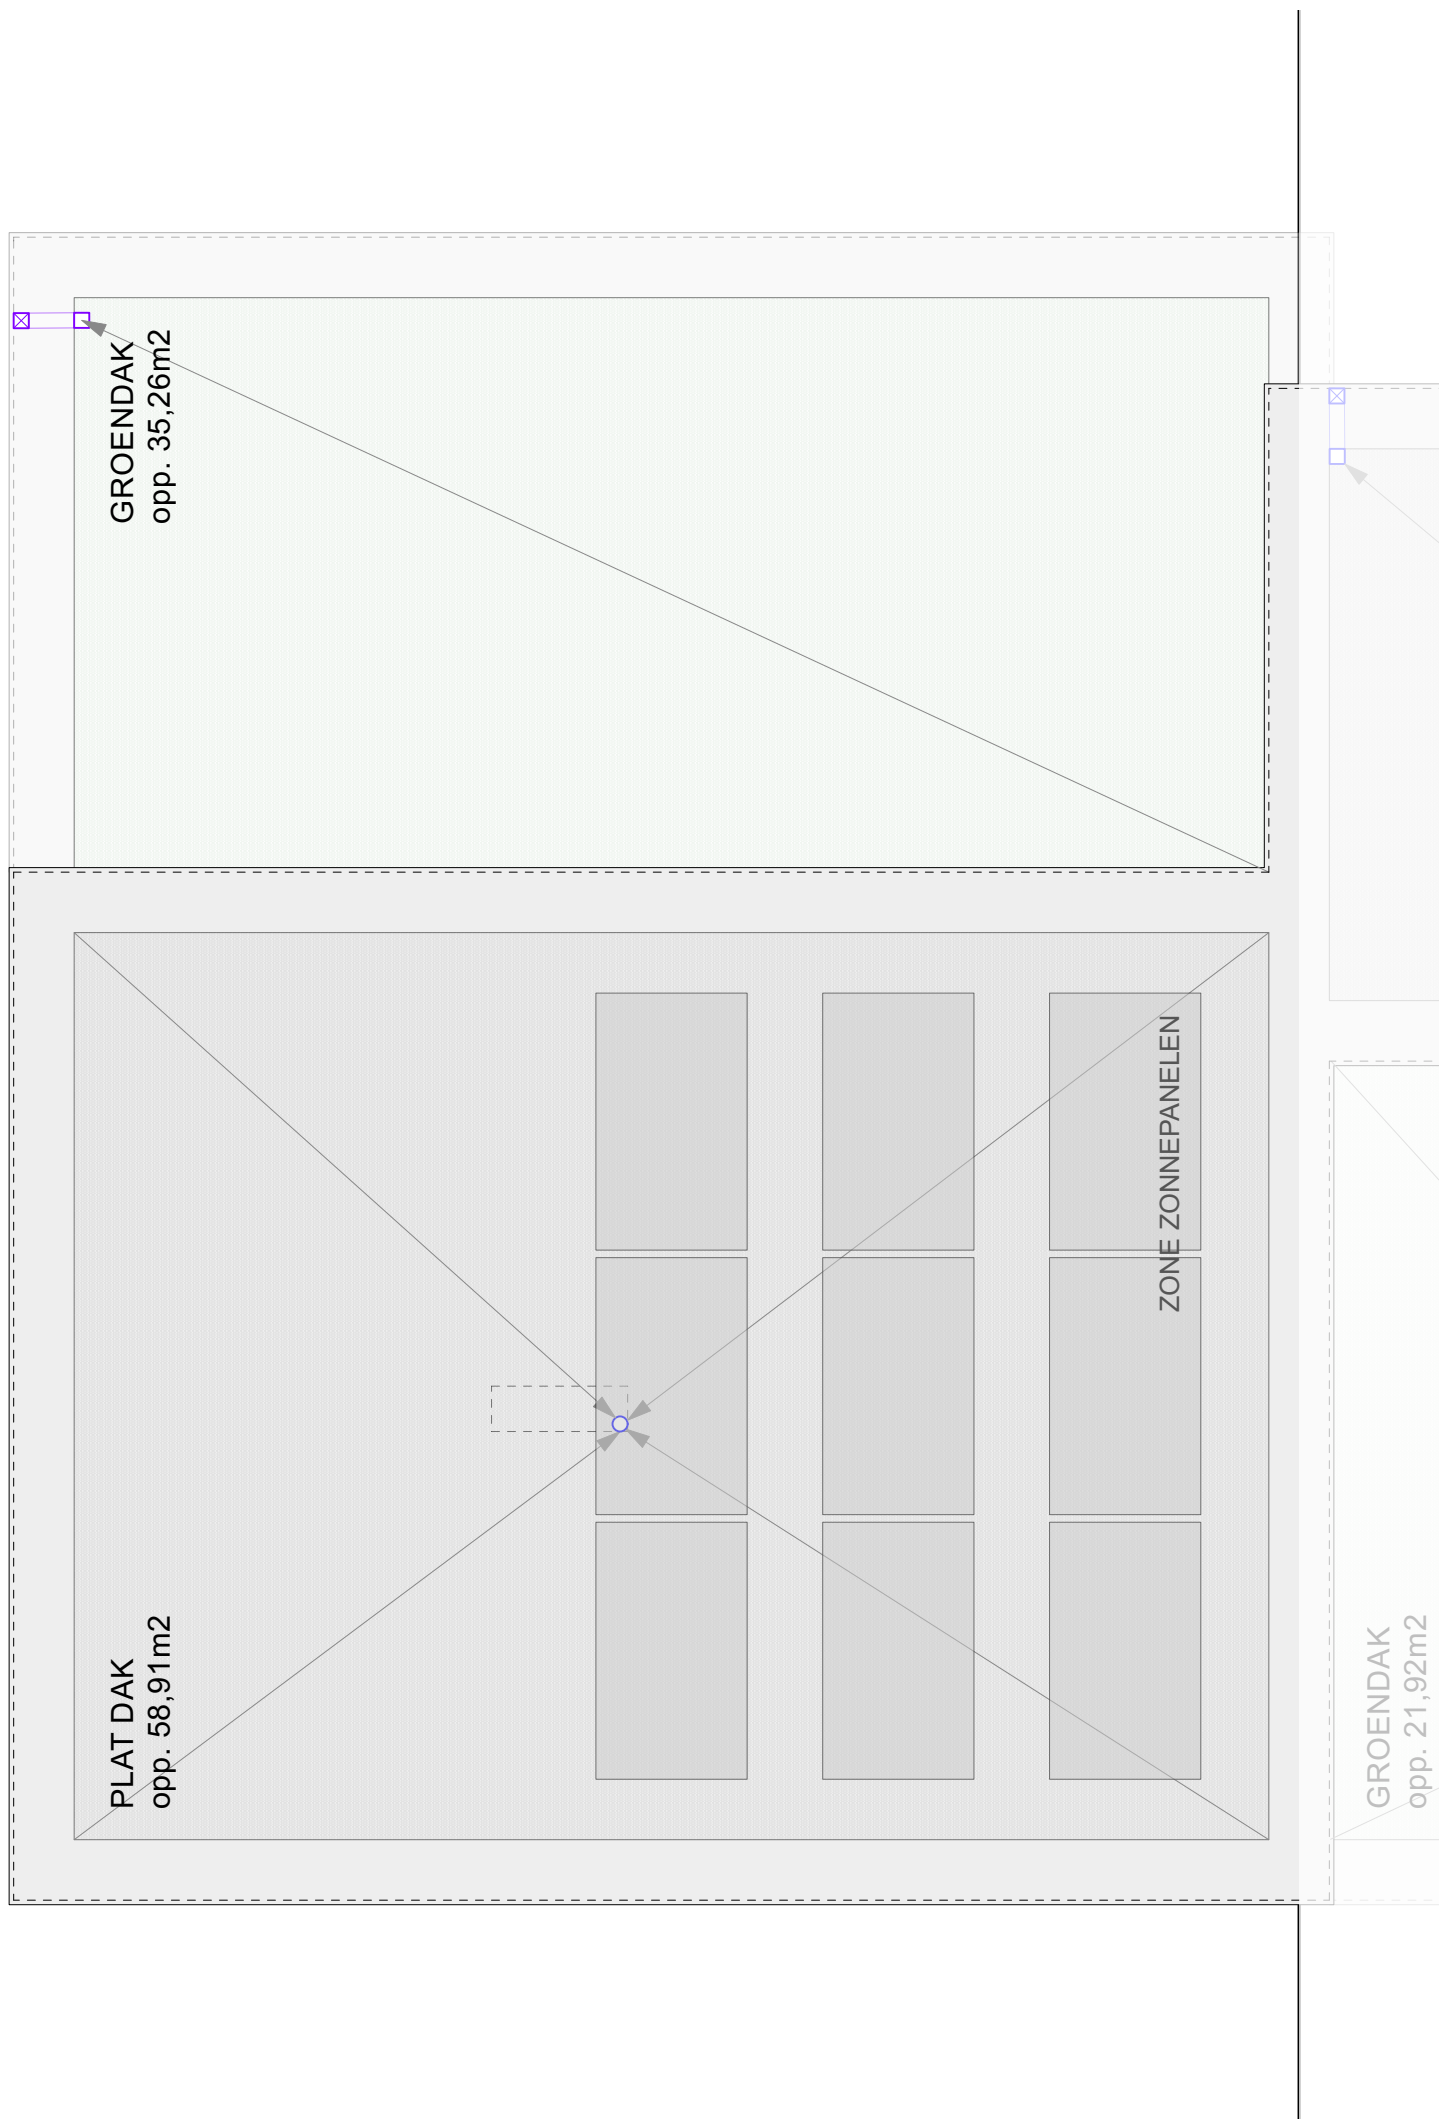 GROENDAK
opp. 35,26m2
ZONE ZONNEPANELEN
PLAT DAK
opp. 58,91m2
GROENDAK
opp. 21,92m2